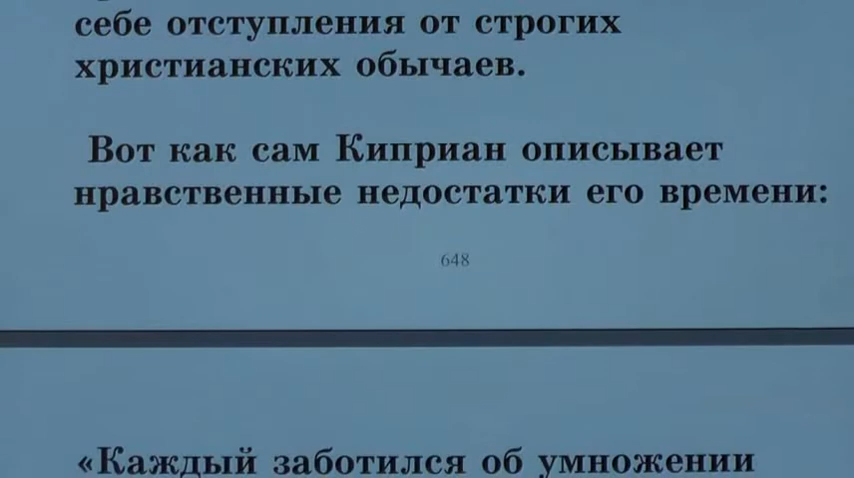 себе отступления от строгих
христианских обычаев.
Вот как сам Киприан описывает
нравственные недостатки его времени:
648
«Каждый заботился об умножении